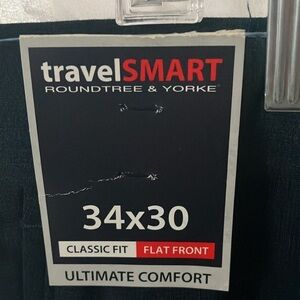 travelSMART
ROUNDTREE & YORKE
34x30
CLASSIC FIT FLAT FRONT
ULTIMATE COMFORT